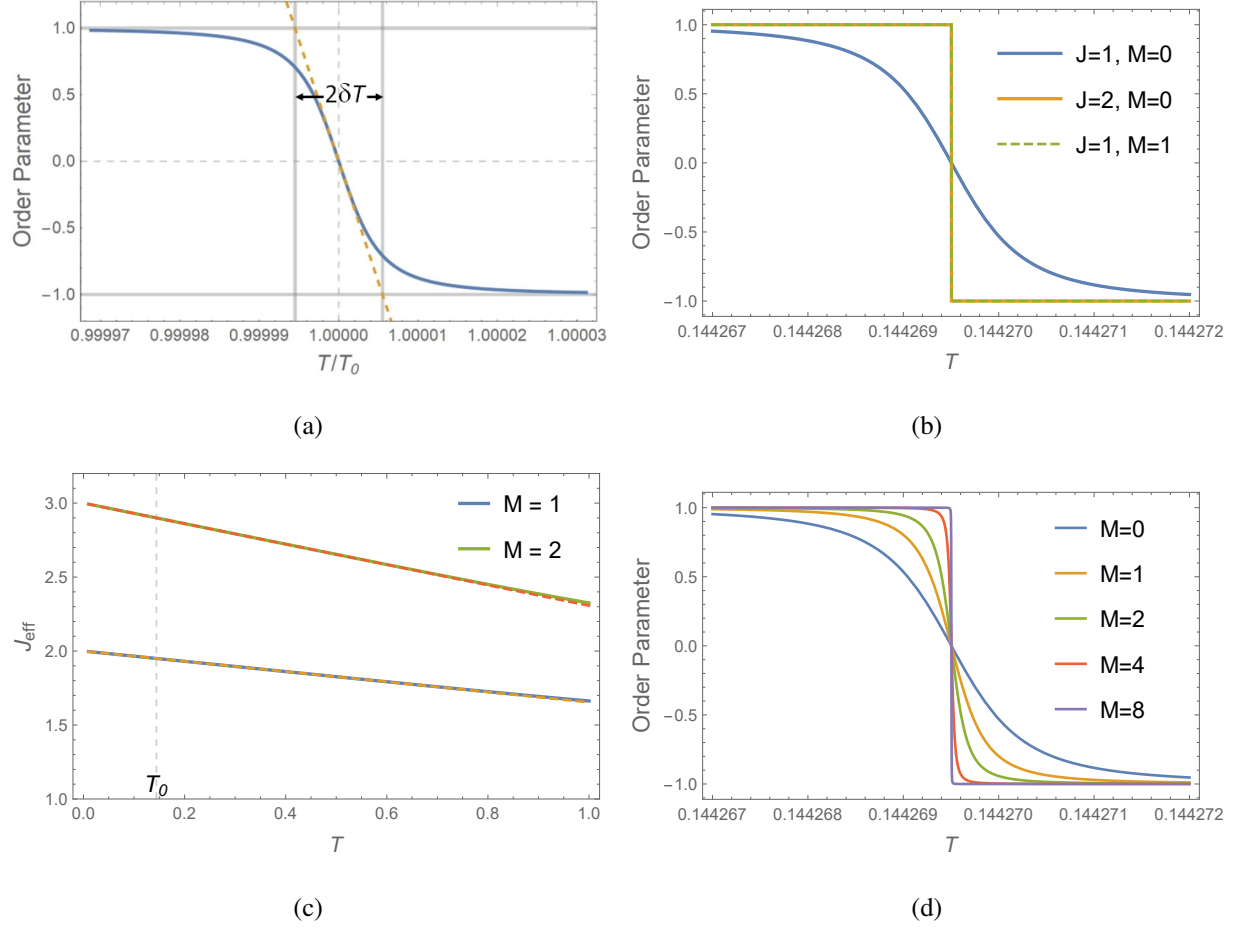 1.0
0.5
0.0
−0.5
−1.0
Order Parameter
2δT
0.99997 0.99998 0.99999 1.00000 1.00001 1.00002 1.00003
T/T0
(a)
1.0
0.5
0.0
−0.5
−1.0
Order Parameter
J=1, M=0
J=2, M=0
J=1, M=1
0.144267 0.144268 0.144269 0.144270 0.144271 0.144272
T
(b)
3.0
2.5
2.0
1.5
1.0
Jeff
M = 1
M = 2
T0
0.0 0.2 0.4 0.6 0.8 1.0
T
(c)
1.0
0.5
0.0
−0.5
−1.0
Order Parameter
M=0
M=1
M=2
M=4
M=8
0.144267 0.144268 0.144269 0.144270 0.144271 0.144272
T
(d)